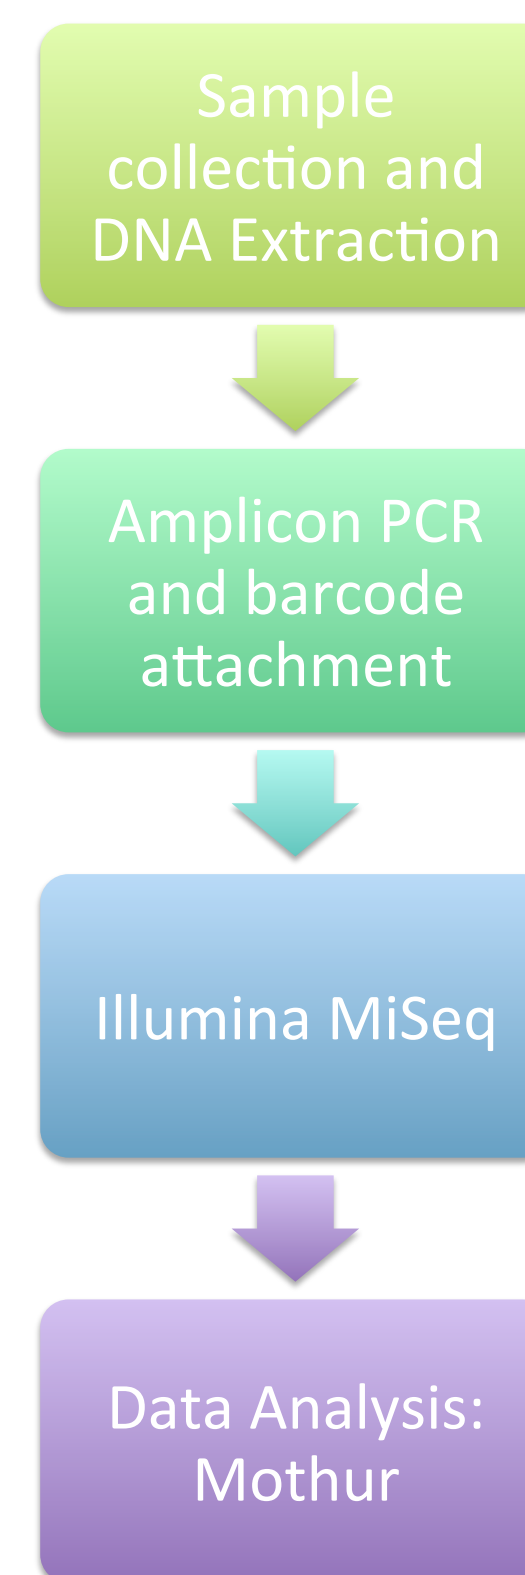 Sample
collection and
DNA Extraction
Amplicon PCR
and barcode
attachment
Illumina MiSeq
Data Analysis:
Mothur